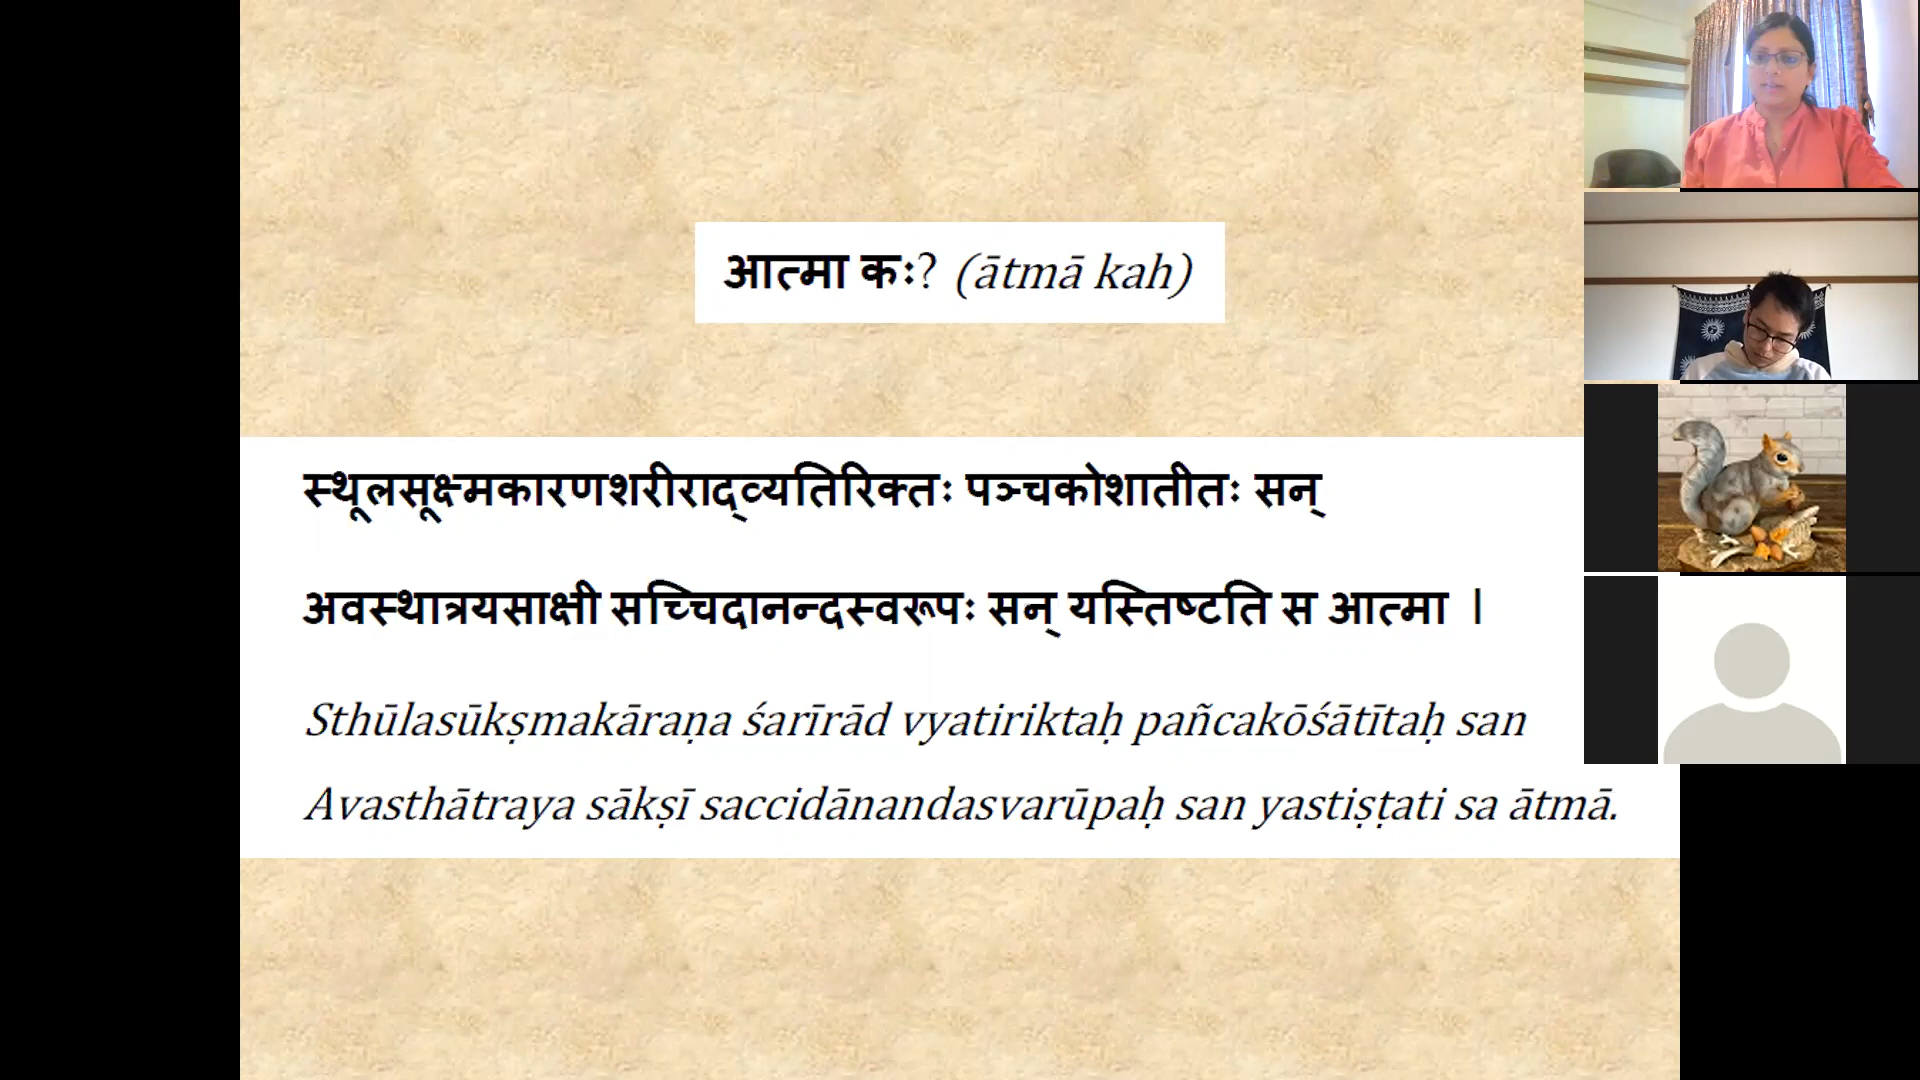 आत्मा कः? (ātmā kah)
स्थूलसूक्ष्मकारणशरीराद्‌व्यतिरिक्तः पञ्चकोशातीतः सन्
अवस्थात्रयसाक्षी सच्चिदानन्दस्वरूपः सन् यस्तिष्टति स आत्मा ।
Sthūlasūkṣmakāraṇa śarīrād vyatiriktaḥ pañcakōśātītaḥ san
Avasthātraya sākṣī saccidānandasvarūpaḥ san yastiṣṭati sa ātmā.